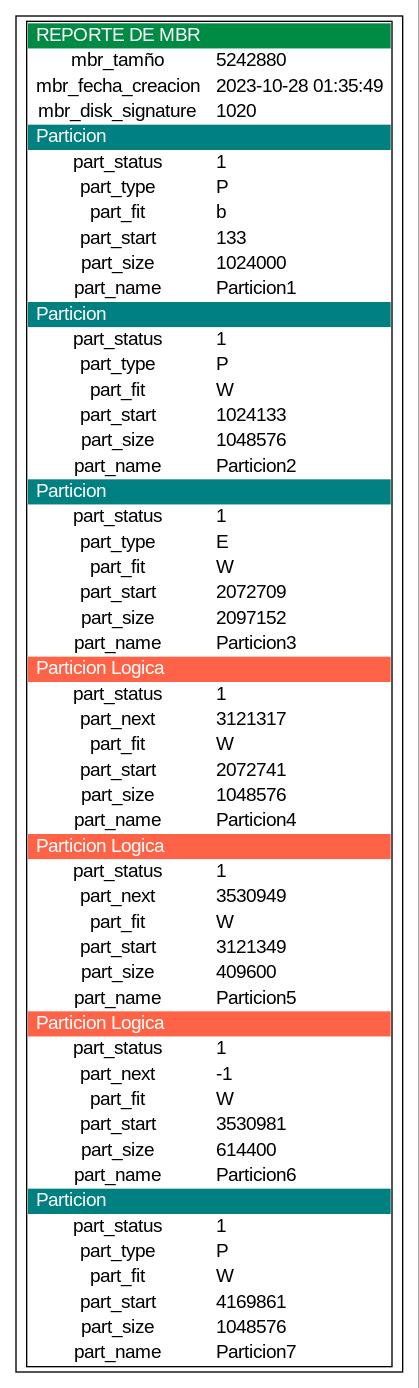 REPORTE DE MBR
mbr_tamño 5242880
mbr_fecha_creacion 2023-10-28 01:35:49
mbr_disk_signature 1020
Particion
part_status 1
part_type P
part_fit b
part_start 133
part_size 1024000
part_name Particion1
Particion
part_status 1
part_type P
part_fit W
part_start 1024133
part_size 1048576
part_name Particion2
Particion
part_status 1
part_type E
part_fit W
part_start 2072709
part_size 2097152
part_name Particion3
Particion Logica
part_status 1
part_next 3121317
part_fit W
part_start 2072741
part_size 1048576
part_name Particion4
Particion Logica
part_status 1
part_next 3530949
part_fit W
part_start 3121349
part_size 409600
part_name Particion5
Particion Logica
part_status 1
part_next -1
part_fit W
part_start 3530981
part_size 614400
part_name Particion6
Particion
part_status 1
part_type P
part_fit W
part_start 4169861
part_size 1048576
part_name Particion7